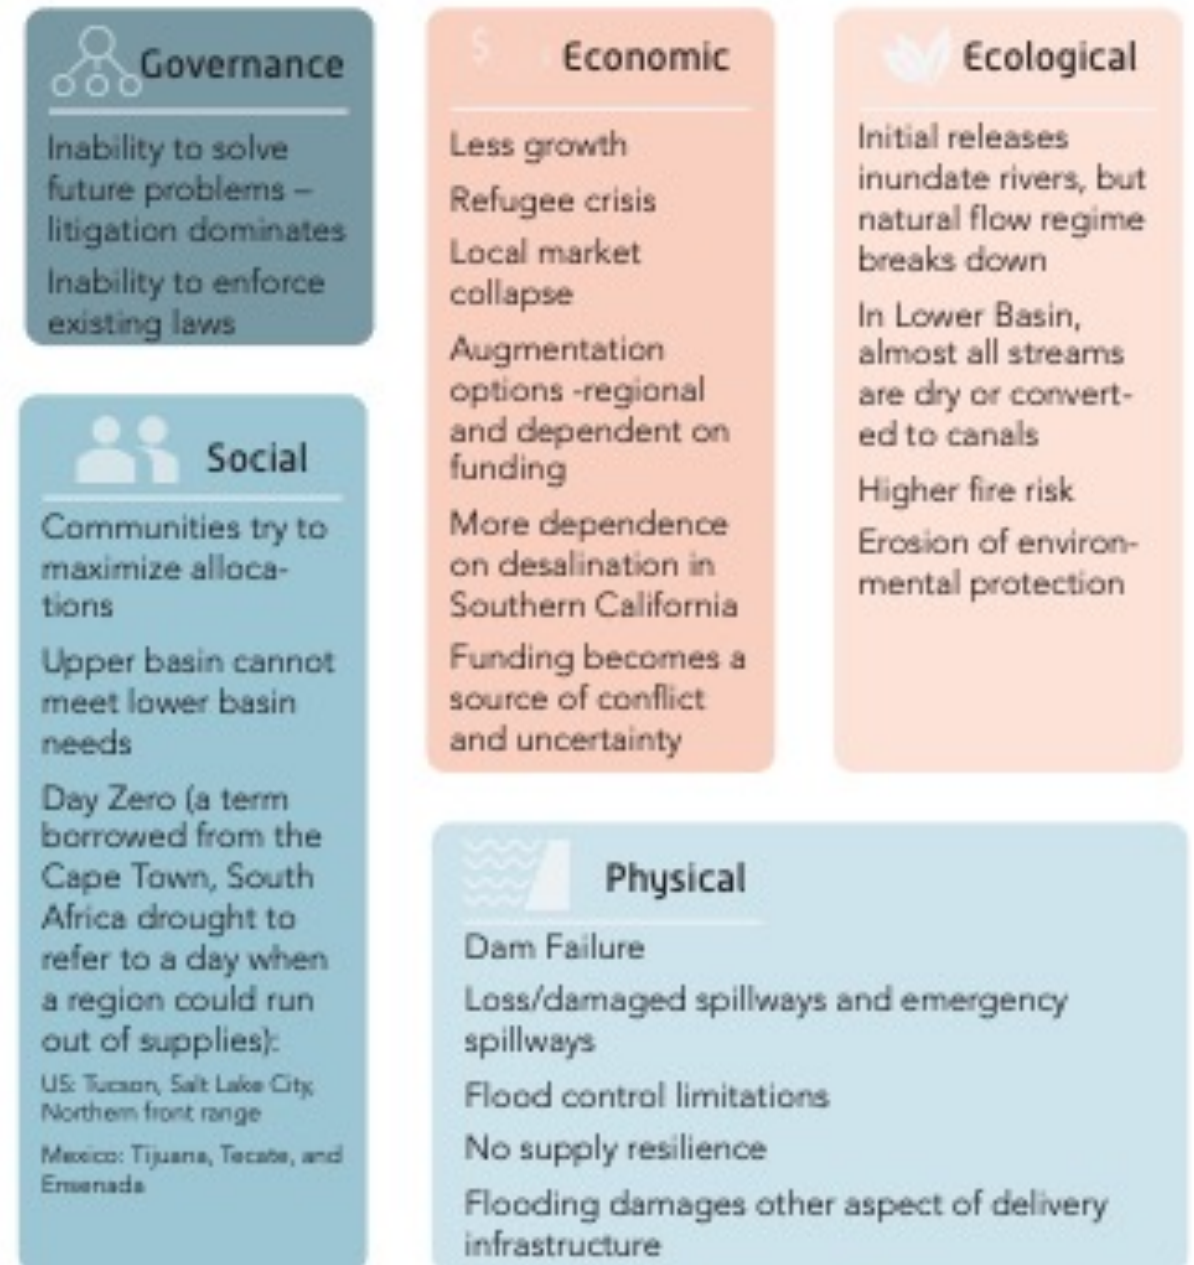 Governance
Inability to solve
future problems –
litigation dominates
Inability to enforce
existing laws
Social
Communities try to
maximize alloca-
tions
Upper basin cannot
meet lower basin
needs
Day Zero (a term
borrowed from the
Cape Town, South
Africa drought to
refer to a day when
a region could run
out of supplies):
US: Tucson, Salt Lake City,
Northern front range
Mexico: Tijuana, Tecate, and
Ensenada
$
Economic
Less growth
Refugee crisis
Local market
collapse
Augmentation
options -regional
and dependent on
funding
More dependence
on desalination in
Southern California
Funding becomes a
source of conflict
and uncertainty
Ecological
Initial releases
inundate rivers, but
natural flow regime
breaks down
In Lower Basin,
almost all streams
are dry or convert-
ed to canals
Higher fire risk
Erosion of environ-
mental protection
Physical
Dam Failure
Loss/damaged spillways and emergency
spillways
Flood control limitations
No supply resilience
Flooding damages other aspect of delivery
infrastructure